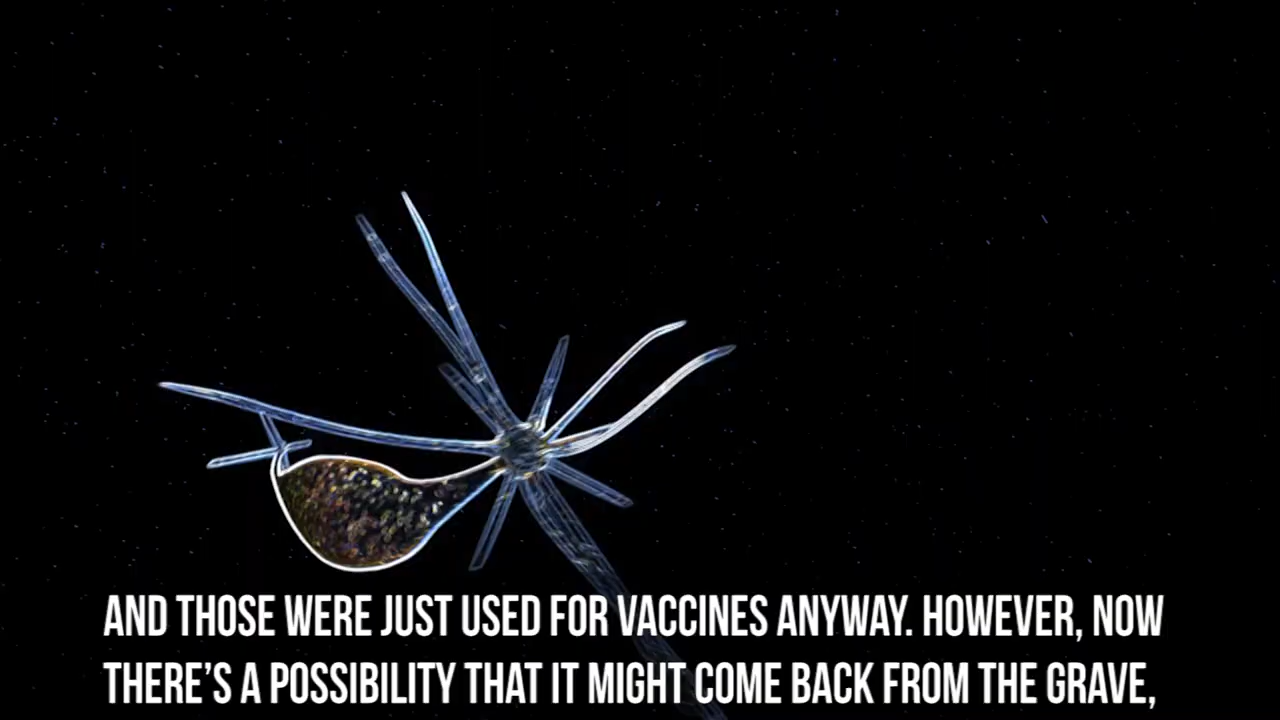 AND THOSE WERE JUST USED FOR VACCINES ANYWAY. HOWEVER, NOW
THERE’S A POSSIBILITY THAT IT MIGHT COME BACK FROM THE GRAVE,